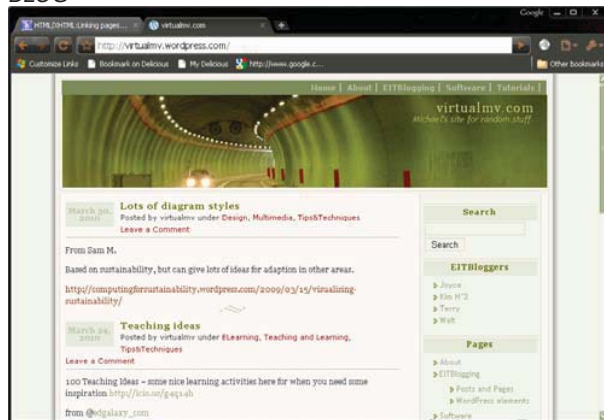 BLOG
HTML/XHTML:Linking pages...
virtualmv.com
Google
http://virtualmv.wordpress.com/
Customize Links
Bookmark on Delicious
My Delicious
http://www.google.c...
Other bookmarks
Home | About | EITBlogging | Software | Tutorials |
virtualmv.com
Michael's site for random stuff
March 30, 2010
Lots of diagram styles
Posted by virtualmv under Design, Multimedia, Tips&Techniques
Leave a Comment
From Sam M.
Based on sustainability, but can give lots of ideas for adaption in other areas.
http://computingforsustainability.wordpress.com/2009/03/15/visualising-
sustainability/
March 24, 2010
Teaching ideas
Posted by virtualmv under ELearning, Teaching and Learning,
Tips&Techniques
Leave a Comment
100 Teaching Ideas – some nice learning activities here for when you need some
inspiration
from @edgalaxy_com
Search
Search
EITBloggers
Joyce
Terry
Walt
Pages
About
EITBlogging
Posts and Pages
WordPress elements
Software